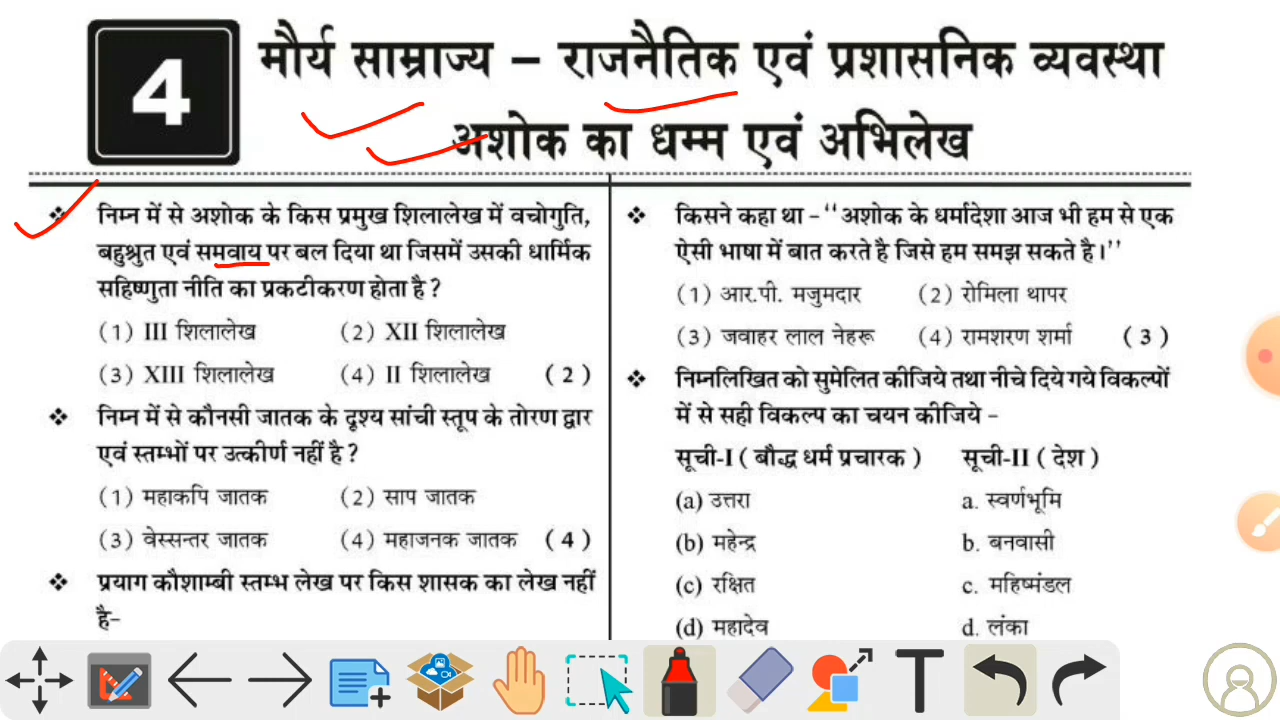 4
मौर्य साम्राज्य – राजनैतिक एवं प्रशासनिक व्यवस्था
अशोक का धम्म एवं अभिलेख
❖ निम्न में से अशोक के किस प्रमुख शिलालेख में वचोगुति,
बहुश्रुत एवं समवाय पर बल दिया था जिसमें उसकी धार्मिक
सहिष्णुता नीति का प्रकटीकरण होता है ?
(1) III शिलालेख (2) XII शिलालेख
(3) XIII शिलालेख (4) II शिलालेख (2)
❖ निम्न में से कौनसी जातक के दृश्य सांची स्तूप के तोरण द्वार
एवं स्तम्भों पर उत्कीर्ण नहीं है ?
(1) महाकपि जातक (2) साप जातक
(3) वेस्सन्तर जातक (4) महाजनक जातक (4)
❖ प्रयाग कौशाम्बी स्तम्भ लेख पर किस शासक का लेख नहीं
है-
❖ किसने कहा था - ''अशोक के धर्मादेशा आज भी हम से एक
ऐसी भाषा में बात करते है जिसे हम समझ सकते है।''
(1) आर.पी. मजुमदार (2) रोमिला थापर
(3) जवाहर लाल नेहरू (4) रामशरण शर्मा (3)
❖ निम्नलिखित को सुमेलित कीजिये तथा नीचे दिये गये विकल्पों
में से सही विकल्प का चयन कीजिये -
सूची-I ( बौद्ध धर्म प्रचारक ) सूची-II ( देश )
(a) उत्तरा a. स्वर्णभूमि
(b) महेन्द्र b. बनवासी
(c) रक्षित c. महिष्मंडल
(d) महादेव d. लंका
T